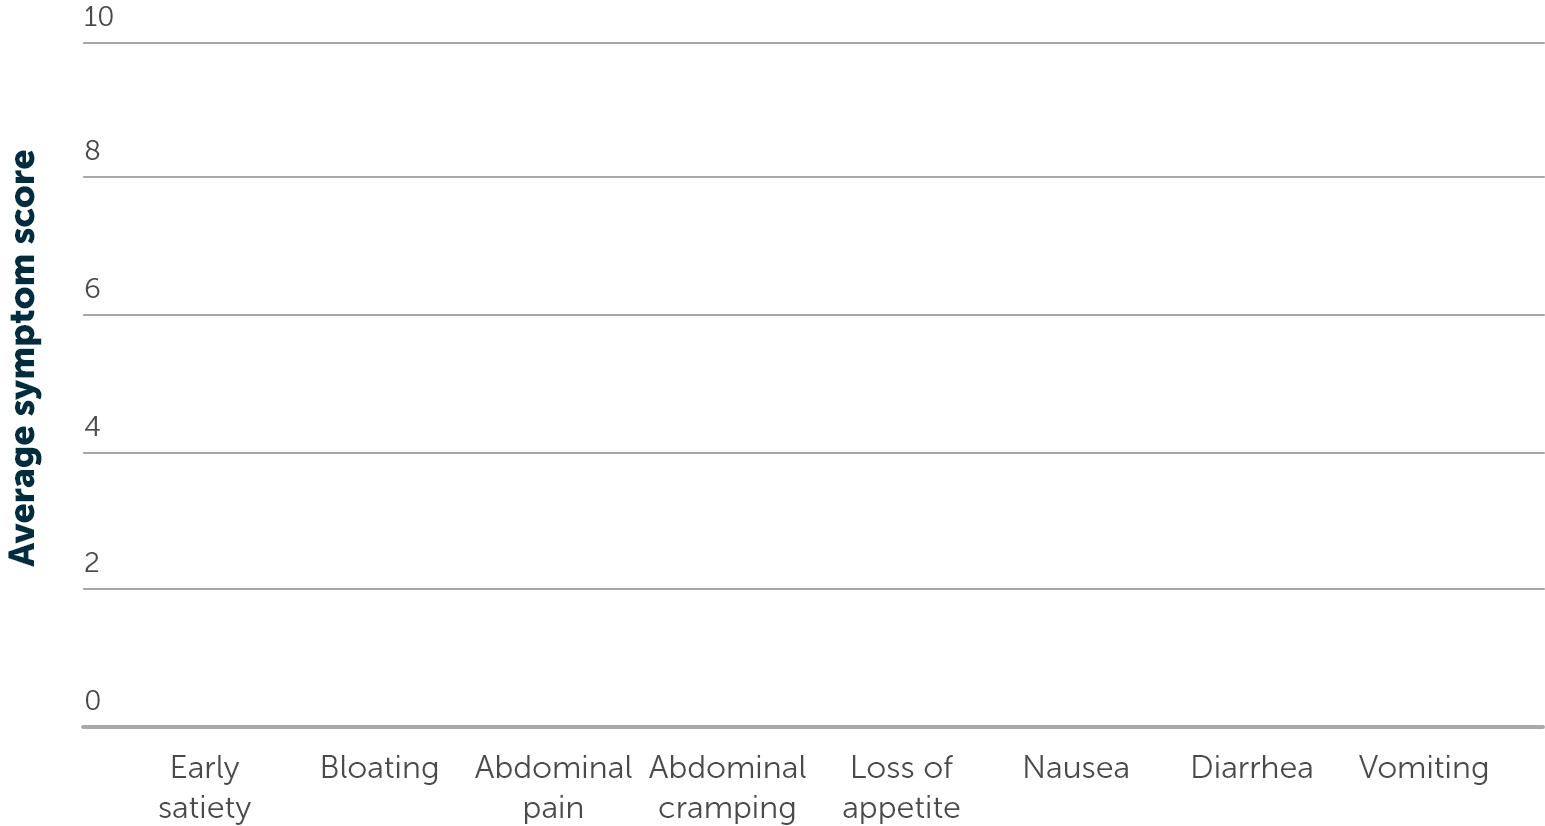 10
8
6
4
2
0
Average symptom score
Early
satiety
Bloating
Abdominal
pain
Abdominal
cramping
Loss of
appetite
Nausea
Diarrhea
Vomiting